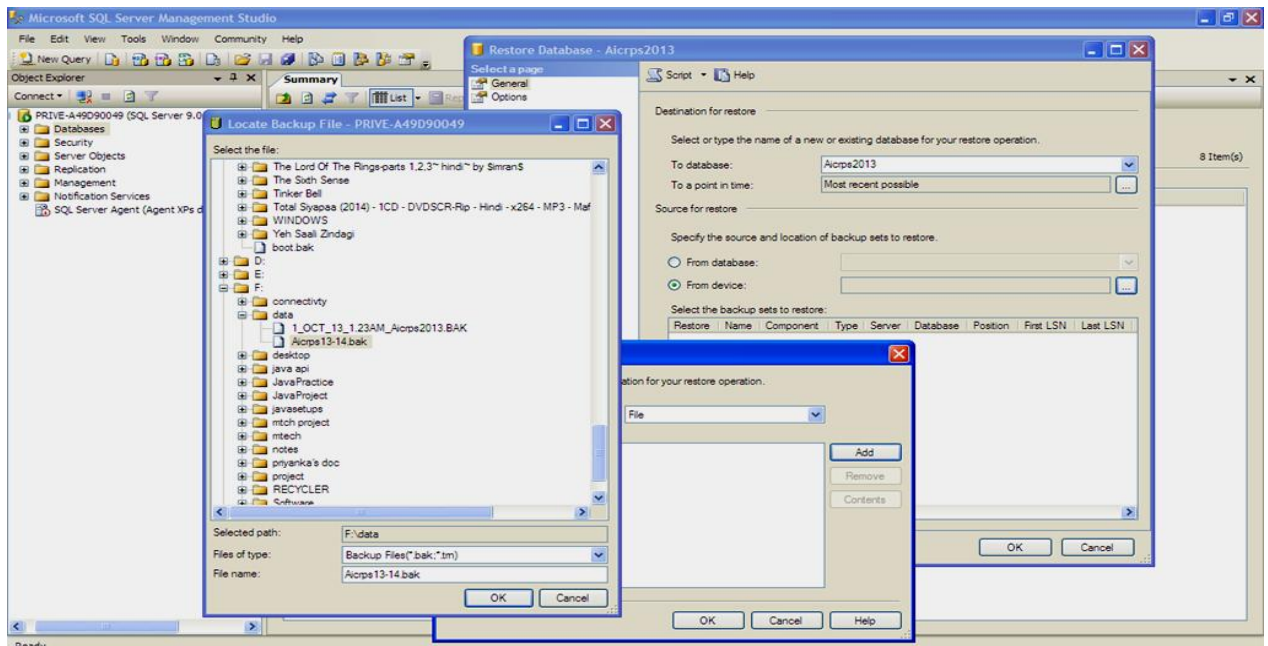 Microsoft SQL Server Management Studio
File Edit View Tools Window Community Help
New Query
Object Explorer
Connect
PRIVE-A49D90049 (SQL Server 9.0
Databases
Security
Server Objects
Replication
Management
Notification Services
SQL Server Agent (Agent XPs d
Summary
List
8 Item(s)
Restore Database - Aicrps2013
Select a page
General
Options
Script Help
Destination for restore
Select or type the name of a new or existing database for your restore operation.
To database: Aicrps2013
To a point in time: Most recent possible
...
Source for restore
Specify the source and location of backup sets to restore.
From database:
From device:
...
Select the backup sets to restore:
Restore Name Component Type Server Database Position First LSN Last LSN
OK Cancel
Locate Backup File - PRIVE-A49D90049
Select the file:
The Lord Of The Rings-parts 1,2,3~ hindi~ by $imran$
The Sixth Sense
Tinker Bell
Total Siyapaa (2014) - 1CD - DVDSCR-Rip - Hindi - x264 - MP3 - Maf
WINDOWS
Yeh Saali Zindagi
boot.bak
D:
E:
F:
connectivty
data
1_OCT_13_1.23AM_Aicrps2013.BAK
Aicrps13-14.bak
desktop
java api
JavaPractice
JavaProject
javasetups
mtch project
mtech
notes
priyanka's doc
project
RECYCLER
Software
Selected path: F:\data
Files of type: Backup Files(*.bak;*.trn)
File name: Aicrps13-14.bak
OK Cancel
ation for your restore operation.
File
Add
Remove
Contents
OK Cancel Help
Ready